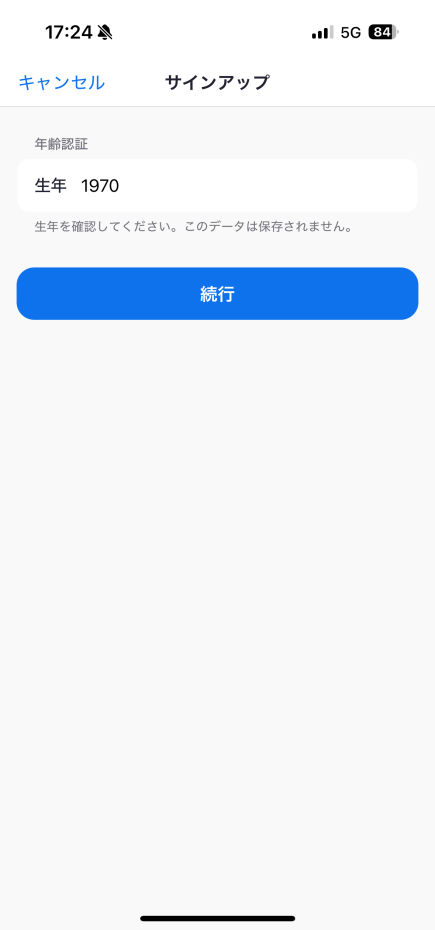 17:24 5G 84
キャンセル サインアップ
年齢認証
生年 1970
生年を確認してください。このデータは保存されません。
続行